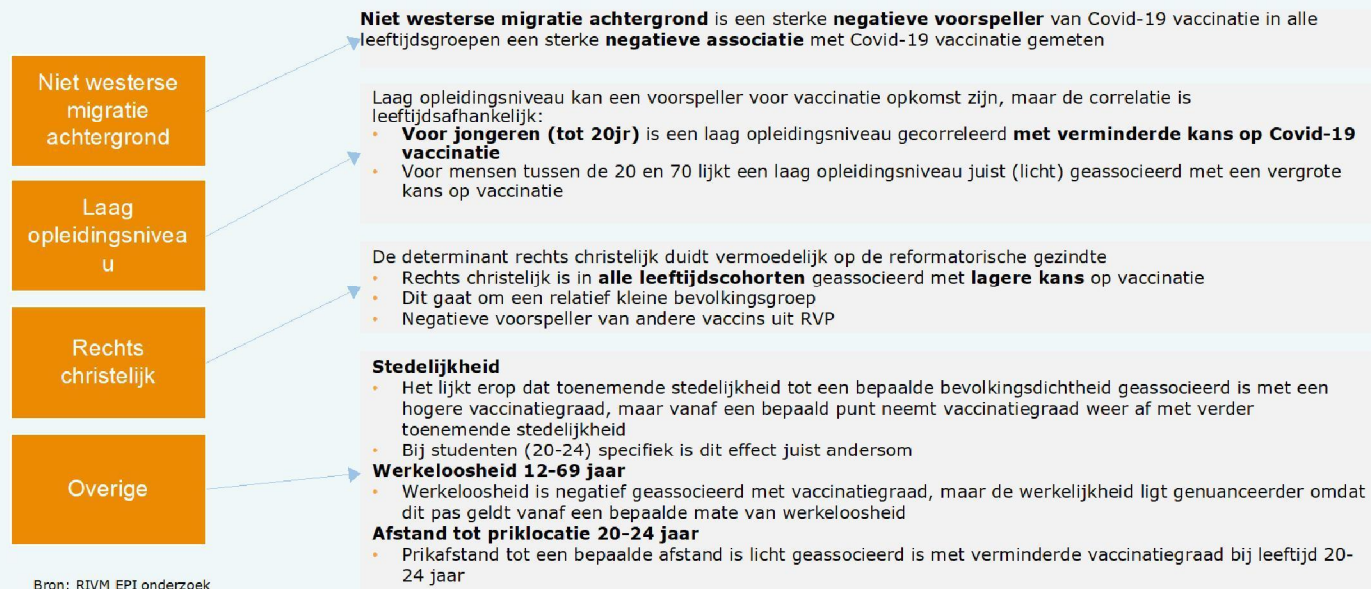 Niet westerse migratie achtergrond is een sterke negatieve voorspeller van Covid-19 vaccinatie in alle
leeftijdsgroepen een sterke negatieve associatie met Covid-19 vaccinatie gemeten
Niet westerse
migratie
achtergrond
Laag opleidingsniveau kan een voorspeller voor vaccinatie opkomst zijn, maar de correlatie is
leeftijdsafhankelijk:
• Voor jongeren (tot 20jr) is een laag opleidingsniveau gecorreleerd met verminderde kans op Covid-19
vaccinatie
• Voor mensen tussen de 20 en 70 lijkt een laag opleidingsniveau juist (licht) geassocieerd met een vergrote
kans op vaccinatie
Laag
opleidingsnivea
u
De determinant rechts christelijk duidt vermoedelijk op de reformatorische gezindte
• Rechts christelijk is in alle leeftijdscohorten geassocieerd met lagere kans op vaccinatie
• Dit gaat om een relatief kleine bevolkingsgroep
• Negatieve voorspeller van andere vaccins uit RVP
Rechts
christelijk
Stedelijkheid
• Het lijkt erop dat toenemende stedelijkheid tot een bepaalde bevolkingsdichtheid geassocieerd is met een
hogere vaccinatiegraad, maar vanaf een bepaald punt neemt vaccinatiegraad weer af met verder
toenemende stedelijkheid
• Bij studenten (20-24) specifiek is dit effect juist andersom
Werkeloosheid 12-69 jaar
• Werkeloosheid is negatief geassocieerd met vaccinatiegraad, maar de werkelijkheid ligt genuanceerder omdat
dit pas geldt vanaf een bepaalde mate van werkeloosheid
Afstand tot priklocatie 20-24 jaar
• Prikafstand tot een bepaalde afstand is licht geassocieerd is met verminderde vaccinatiegraad bij leeftijd 20-
24 jaar
Overige
Bron: RIVM EPI onderzoek